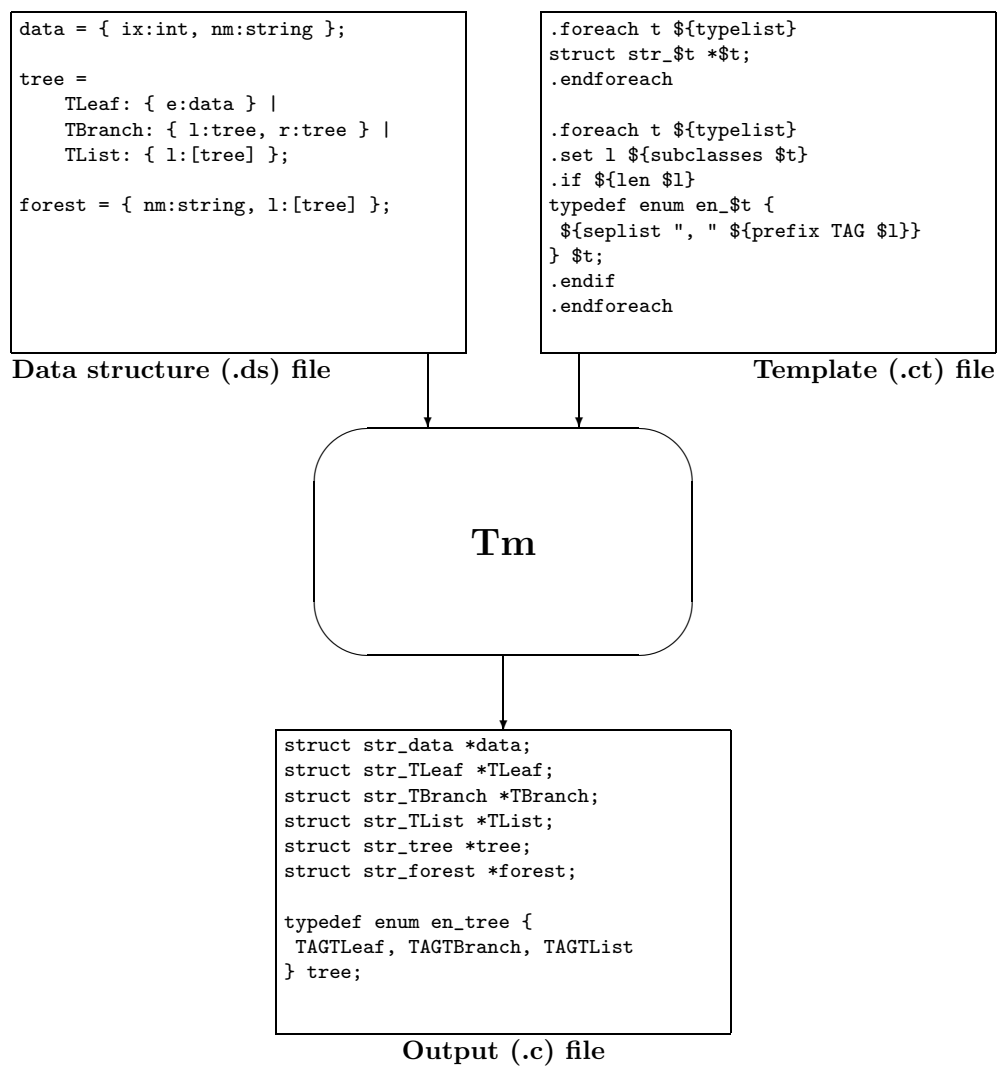 data = { ix:int, nm:string };
tree =
    TLeaf: { e:data } |
    TBranch: { l:tree, r:tree } |
    TList: { l:[tree] };
forest = { nm:string, l:[tree] };
Data structure (.ds) file
.foreach t ${typelist}
struct str_$t *$t;
.endforeach
.foreach t ${typelist}
.set l ${subclasses $t}
.if ${len $l}
typedef enum en_$t {
 ${seplist ", " ${prefix TAG $l}}
} $t;
.endif
.endforeach
Template (.ct) file
Tm
struct str_data *data;
struct str_TLeaf *TLeaf;
struct str_TBranch *TBranch;
struct str_TList *TList;
struct str_tree *tree;
struct str_forest *forest;
typedef enum en_tree {
 TAGTLeaf, TAGTBranch, TAGTList
} tree;
Output (.c) file